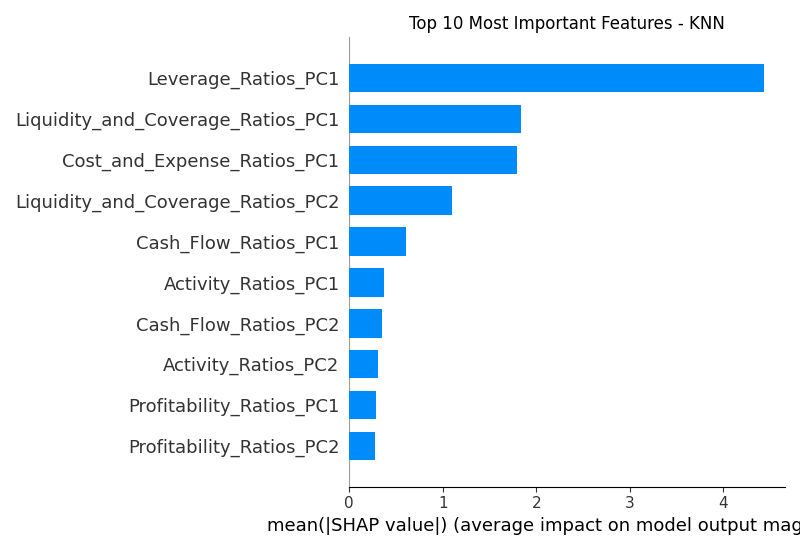 Top 10 Most Important Features - KNN
Leverage_Ratios_PC1
Liquidity_and_Coverage_Ratios_PC1
Cost_and_Expense_Ratios_PC1
Liquidity_and_Coverage_Ratios_PC2
Cash_Flow_Ratios_PC1
Activity_Ratios_PC1
Cash_Flow_Ratios_PC2
Activity_Ratios_PC2
Profitability_Ratios_PC1
Profitability_Ratios_PC2
0 1 2 3 4
mean(|SHAP value|) (average impact on model output mag